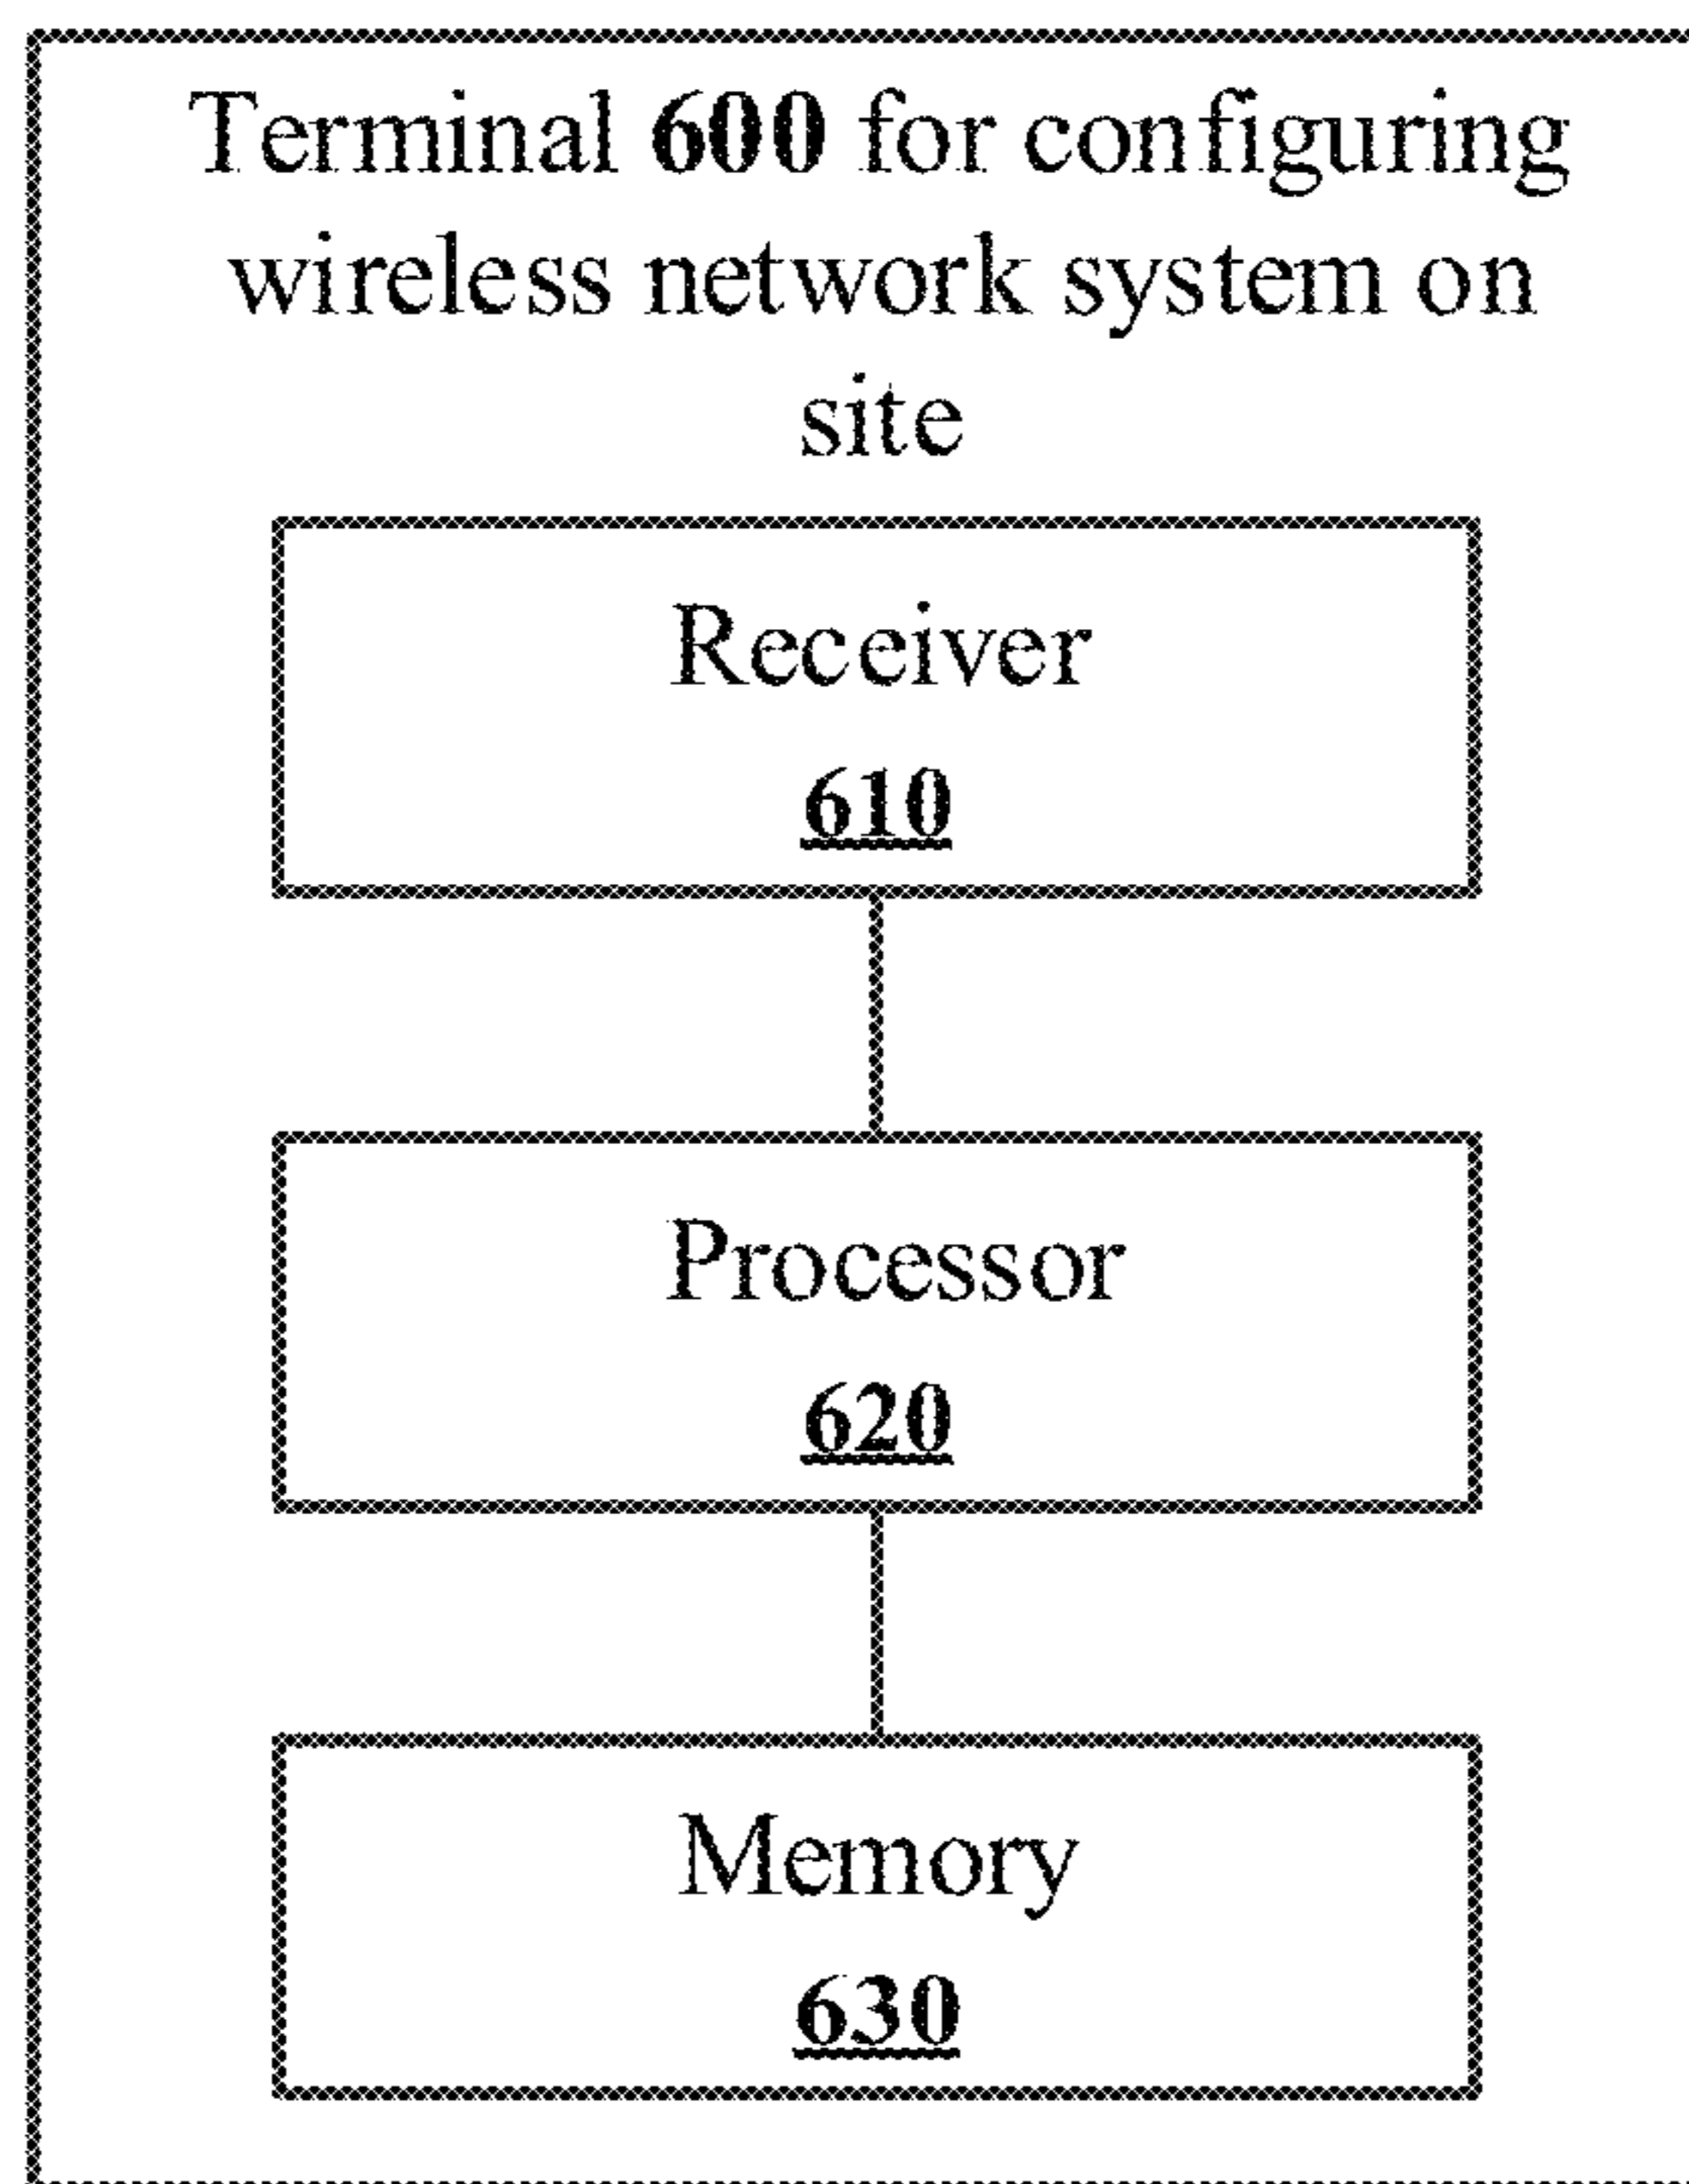 Terminal 600 for configuring
wireless network system on
site
Receiver
610
Processor
620
Memory
630